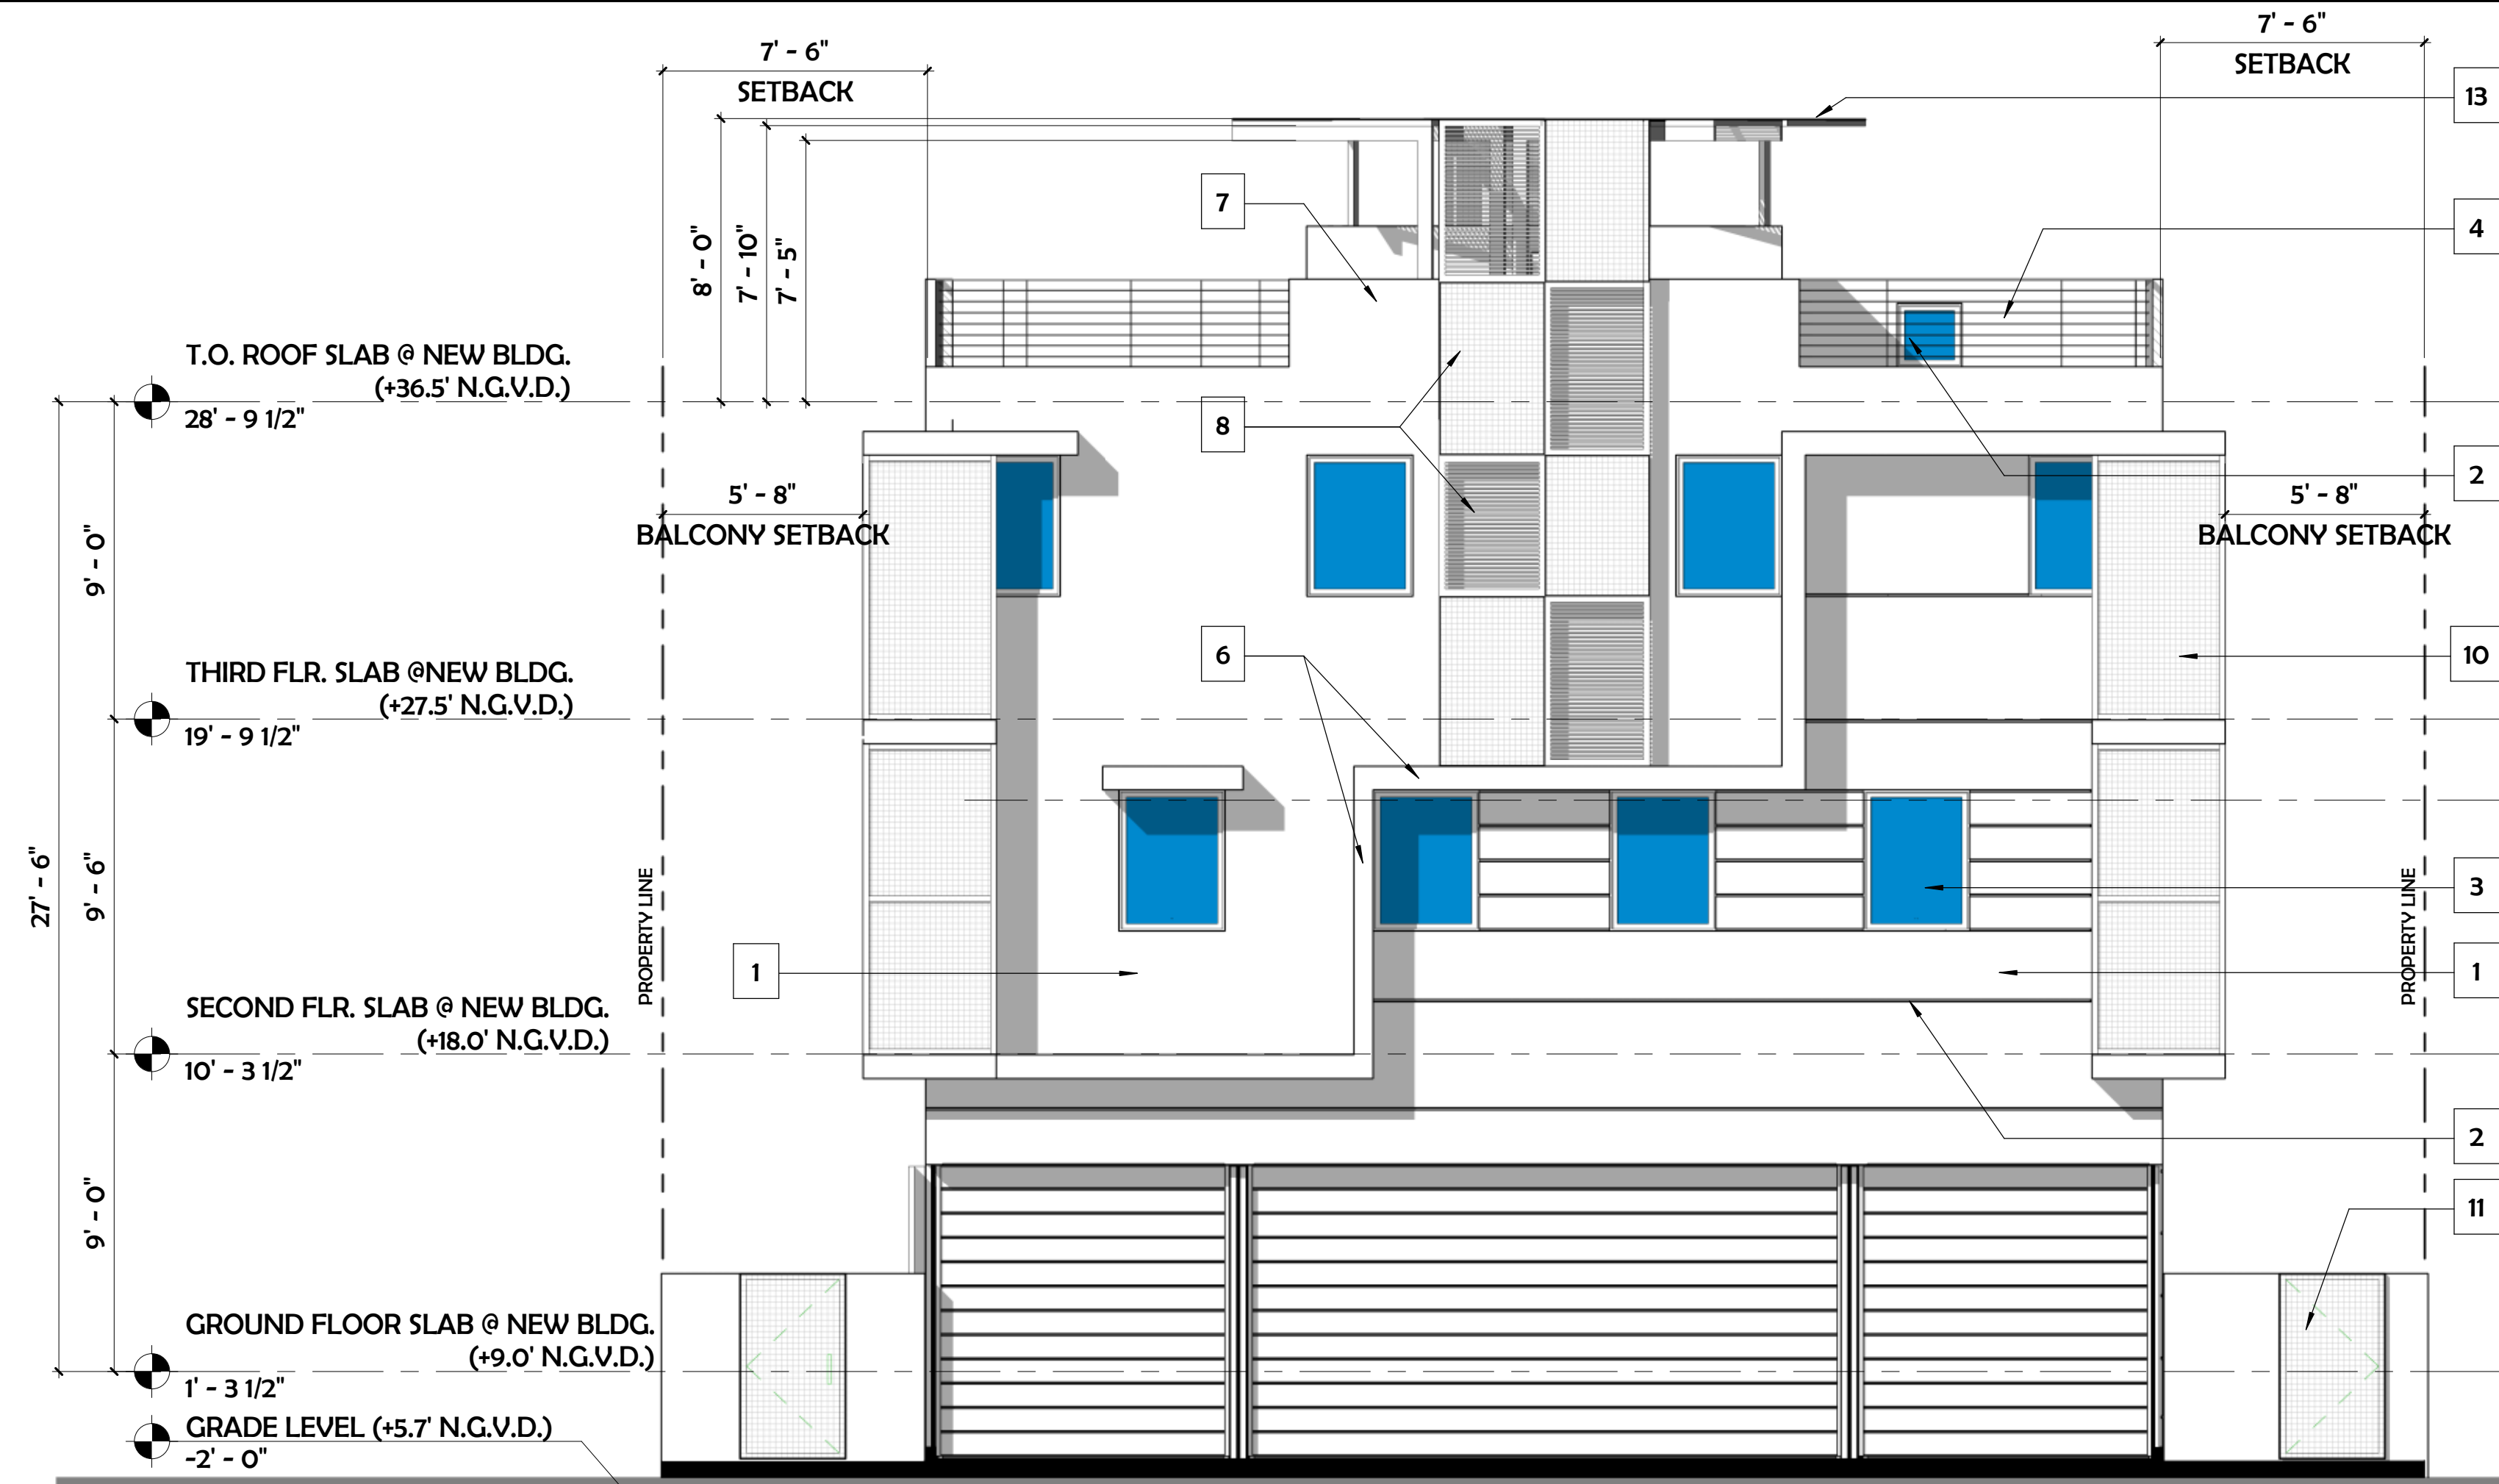 7' - 6"
SETBACK
7' - 6"
SETBACK
13
7
4
8' - 0"
7' - 10"
7' - 5"
T.O. ROOF SLAB @ NEW BLDG.
(+36.5' N.G.V.D.)
28' - 9 1/2"
8
2
5' - 8"
BALCONY SETBACK
5' - 8"
BALCONY SETBACK
9' - 0"
6
10
THIRD FLR. SLAB @NEW BLDG.
(+27.5' N.G.V.D.)
19' - 9 1/2"
27' - 6"
9' - 6"
PROPERTY LINE
PROPERTY LINE
3
1
1
SECOND FLR. SLAB @ NEW BLDG.
(+18.0' N.G.V.D.)
10' - 3 1/2"
2
9' - 0"
11
GROUND FLOOR SLAB @ NEW BLDG.
(+9.0' N.G.V.D.)
1' - 3 1/2"
GRADE LEVEL (+5.7' N.G.V.D.)
-2' - 0"